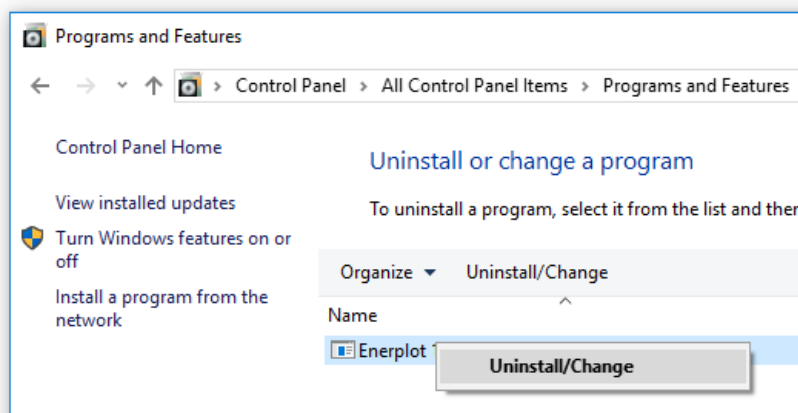 Programs and Features
Control Panel > All Control Panel Items > Programs and Features
Control Panel Home
View installed updates
Turn Windows features on or
off
Install a program from the
network
Uninstall or change a program
To uninstall a program, select it from the list and then
Organize Uninstall/Change
Name
Enerplot 1
Uninstall/Change